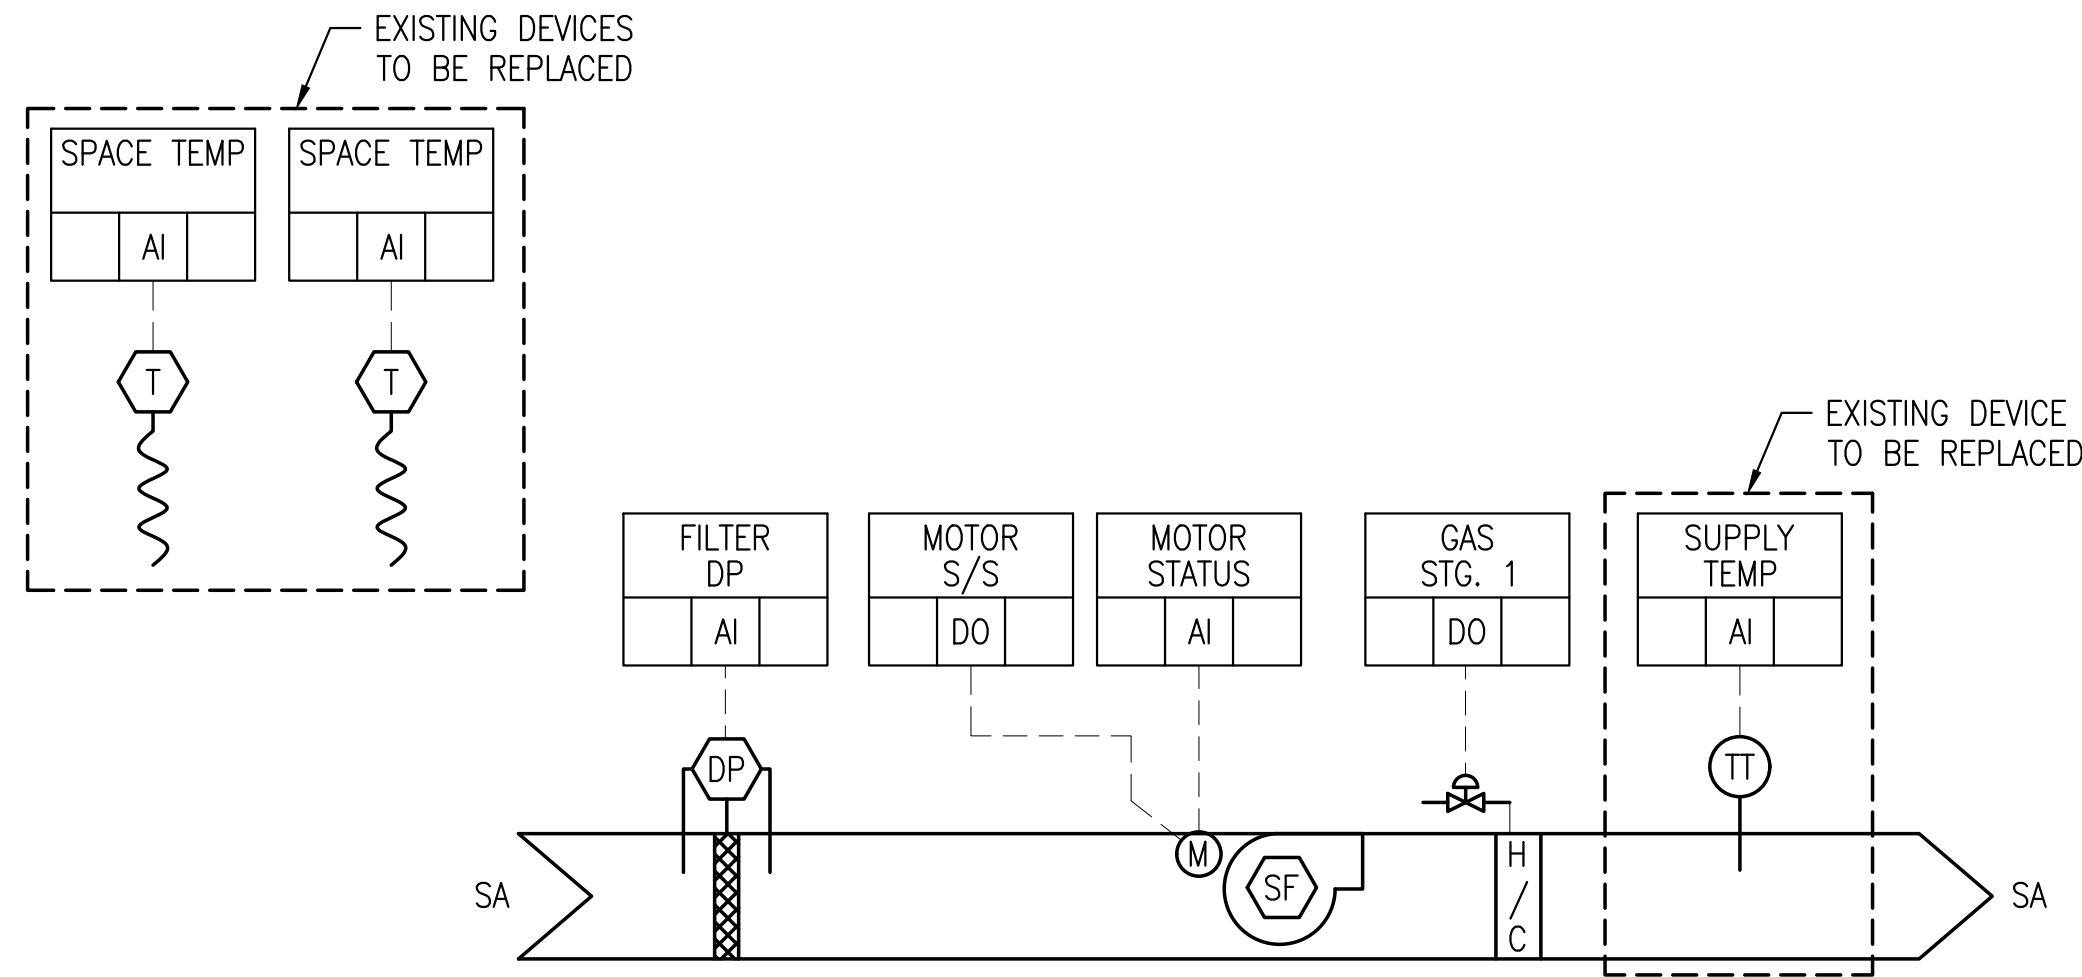 EXISTING DEVICES
TO BE REPLACED
SPACE TEMP
AI
T
SPACE TEMP
AI
T
EXISTING DEVICE
TO BE REPLACED
FILTER
DP
AI
DP
MOTOR
S/S
DO
MOTOR
STATUS
AI
M
SF
GAS
STG. 1
DO
H
/
C
SUPPLY
TEMP
AI
TT
SA
SA